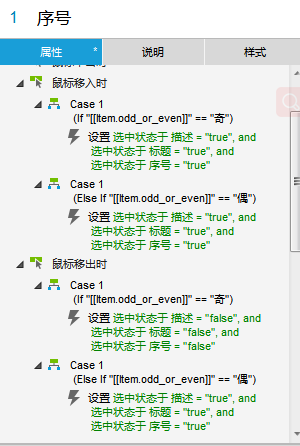 1 序号
属性 * 说明 样式
鼠标移入时
Case 1
(If "[[Item.odd_or_even]]" == "奇")
设置 选中状态于 描述 = "true", and
选中状态于 标题 = "true", and
选中状态于 序号 = "true"
Case 1
(Else If "[[Item.odd_or_even]]" == "偶")
设置 选中状态于 描述 = "true", and
选中状态于 标题 = "true", and
选中状态于 序号 = "true"
鼠标移出时
Case 1
(If "[[Item.odd_or_even]]" == "奇")
设置 选中状态于 描述 = "false", and
选中状态于 标题 = "false", and
选中状态于 序号 = "false"
Case 1
(Else If "[[Item.odd_or_even]]" == "偶")
设置 选中状态于 描述 = "true", and
选中状态于 标题 = "true", and
选中状态于 序号 = "true"